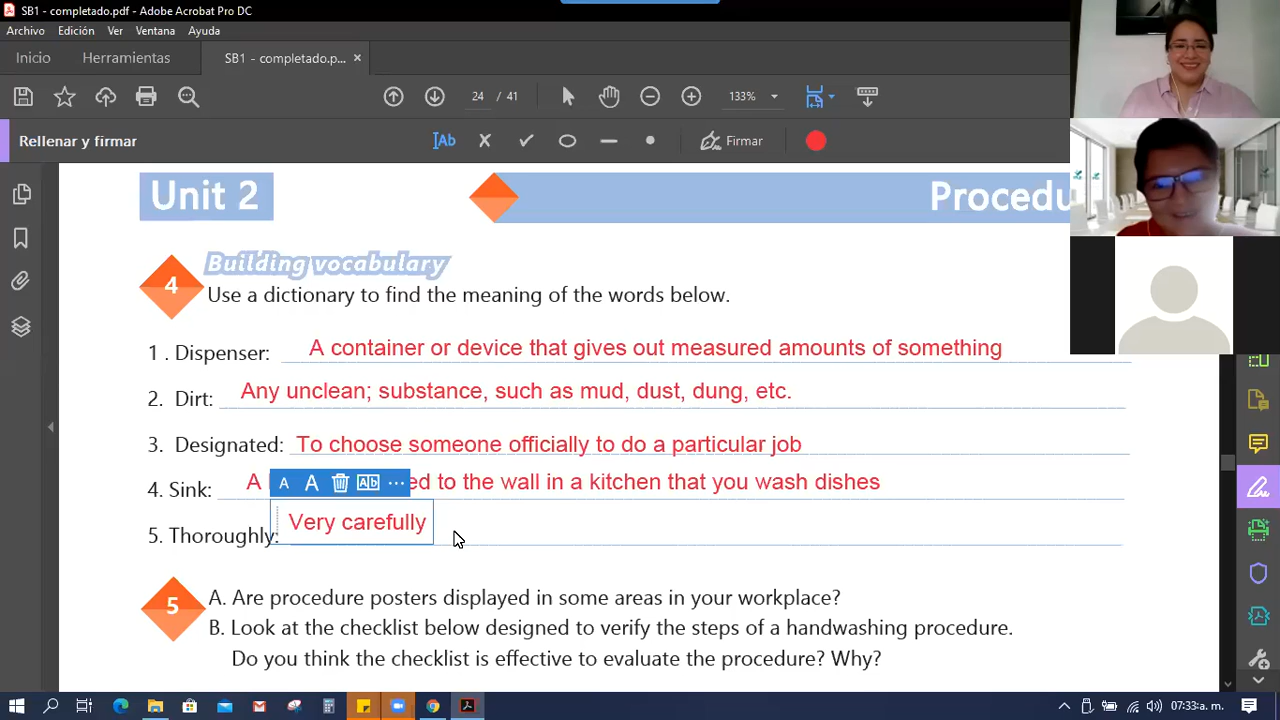 SB1 - completado.pdf - Adobe Acrobat Pro DC
Archivo Edición Ver Ventana Ayuda
Inicio Herramientas SB1 - completado.p... ×
24 / 41 133%
Rellenar y firmar Ab Firmar
Unit 2 Procedu
4 Building vocabulary
Use a dictionary to find the meaning of the words below.
1 . Dispenser: A container or device that gives out measured amounts of something
2. Dirt: Any unclean; substance, such as mud, dust, dung, etc.
3. Designated: To choose someone officially to do a particular job
A A Ab ...
4. Sink: A ed to the wall in a kitchen that you wash dishes
5. Thoroughly: Very carefully
5 A. Are procedure posters displayed in some areas in your workplace?
B. Look at the checklist below designed to verify the steps of a handwashing procedure.
Do you think the checklist is effective to evaluate the procedure? Why?
07:33a. m.